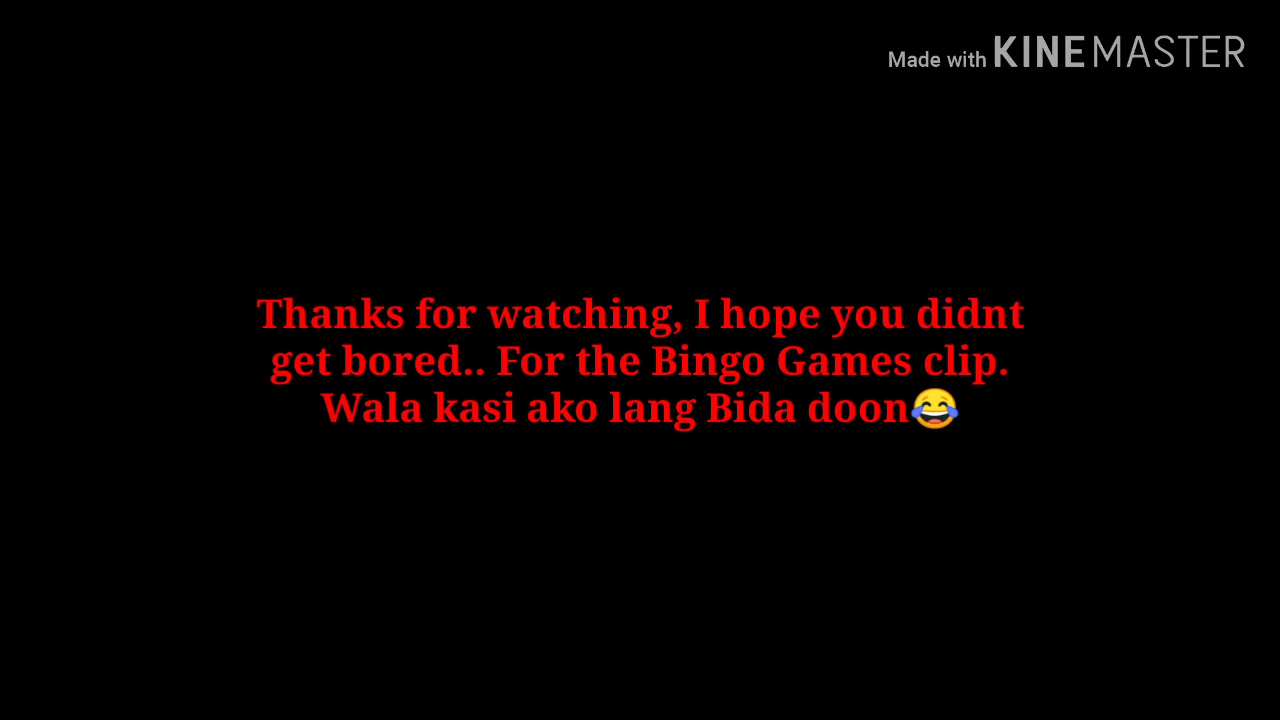 Made with KINEMASTER
Thanks for watching, I hope you didnt
get bored.. For the Bingo Games clip.
Wala kasi ako lang Bida doon😂